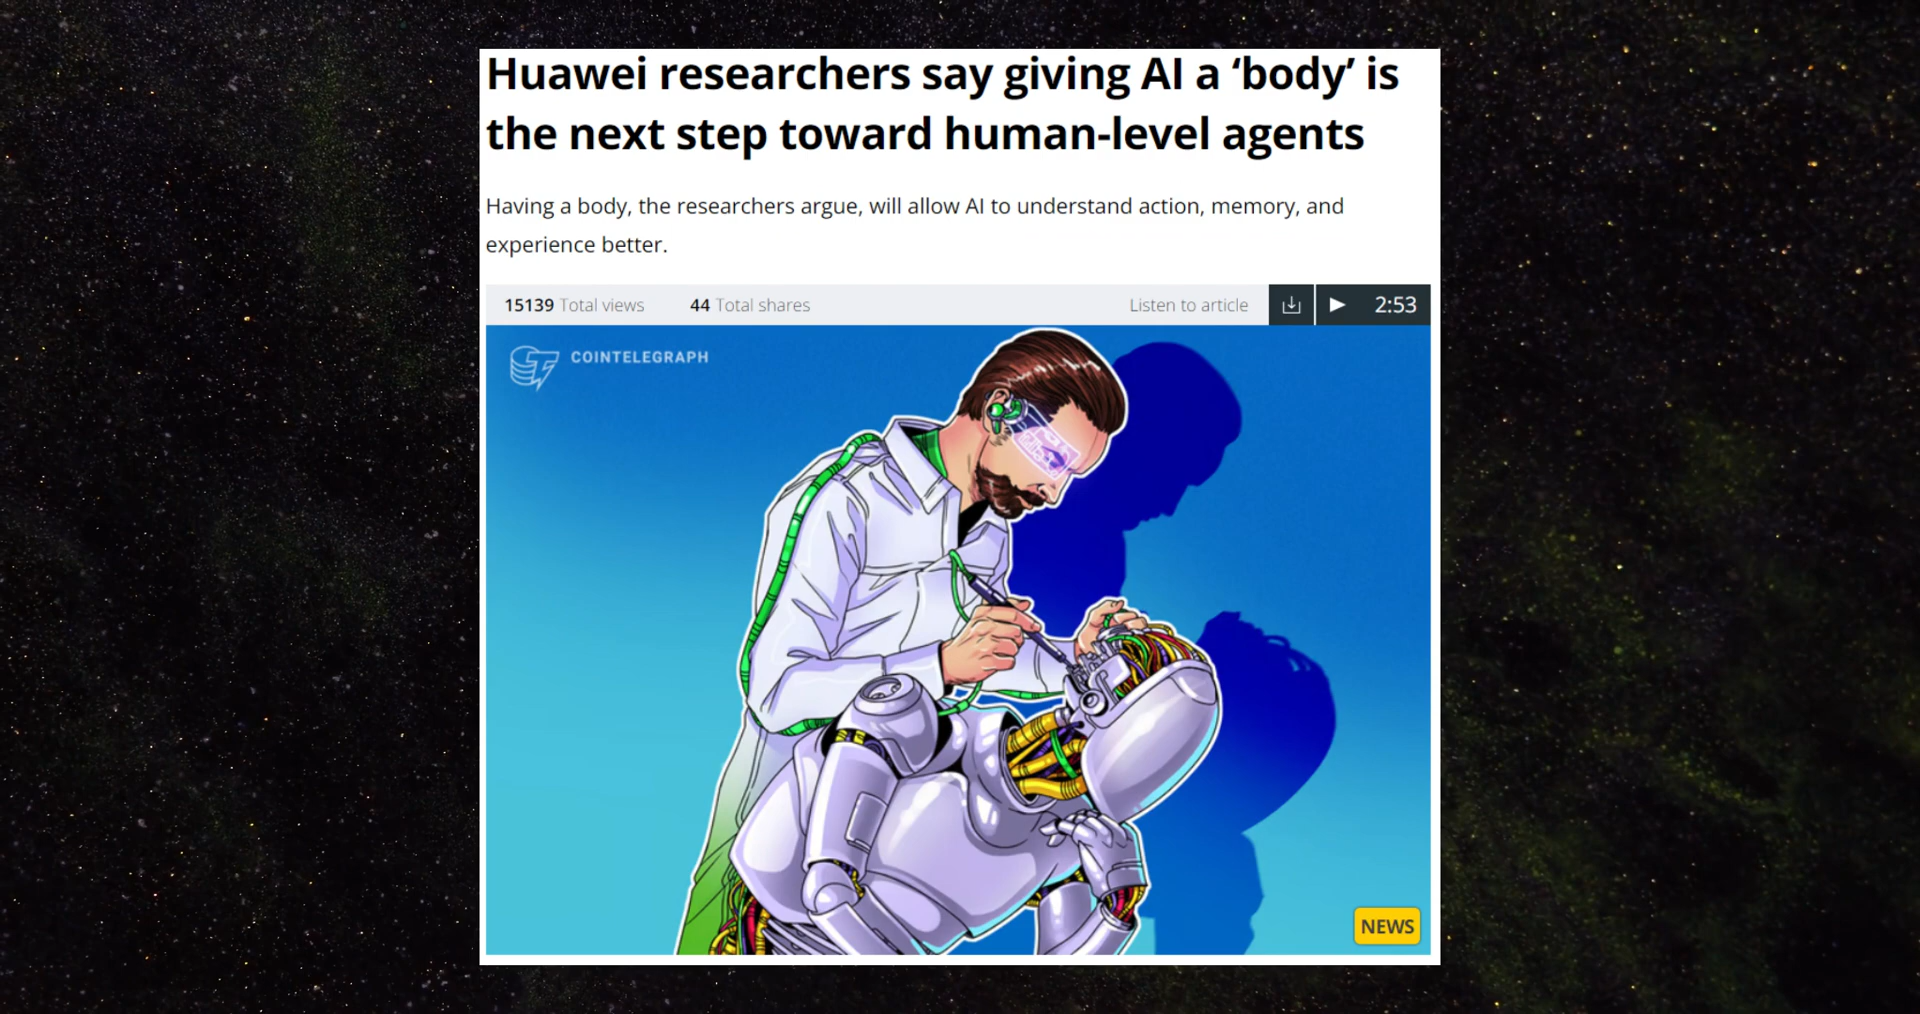 Huawei researchers say giving AI a ‘body’ is
the next step toward human-level agents
Having a body, the researchers argue, will allow AI to understand action, memory, and
experience better.
15139 Total views 44 Total shares Listen to article 2:53
COINTELEGRAPH
NEWS